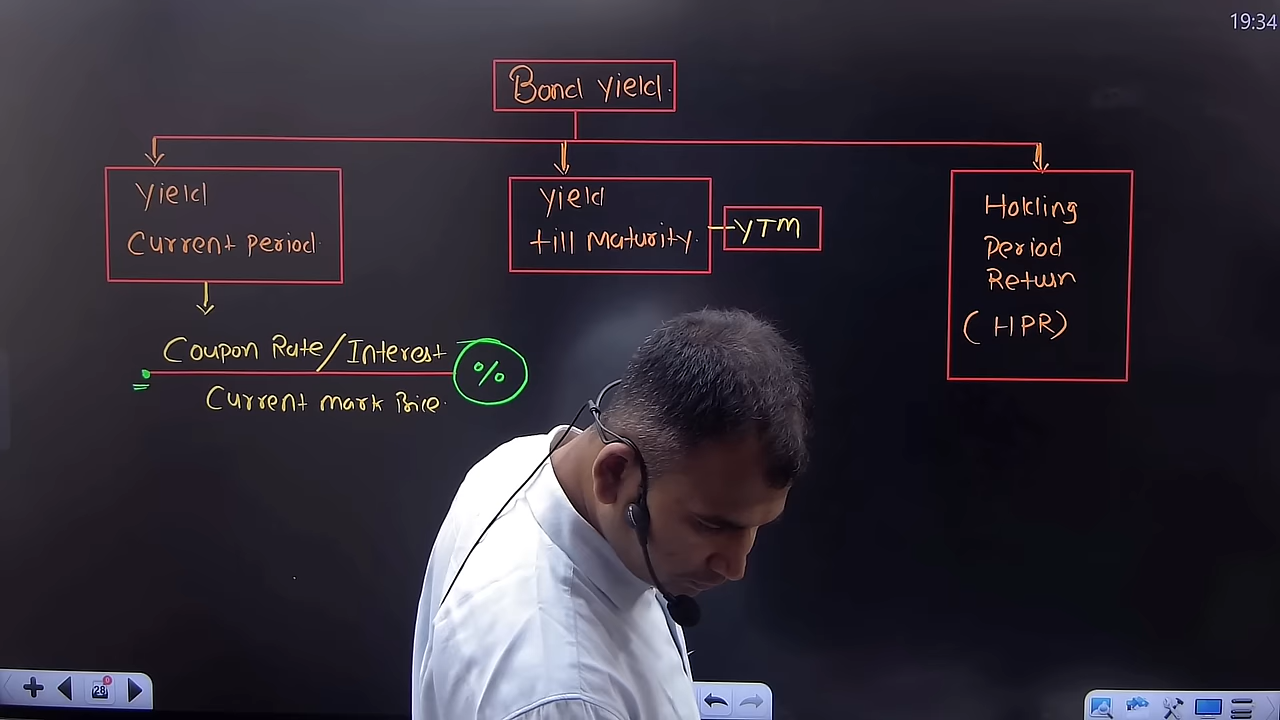 19:34
Bond Yield.
Yield
Current Period.
Yield
till Maturity.
YTM
Holding
Period
Return
(HPR)
Coupon Rate/Interest
%
Current mark Price.
28